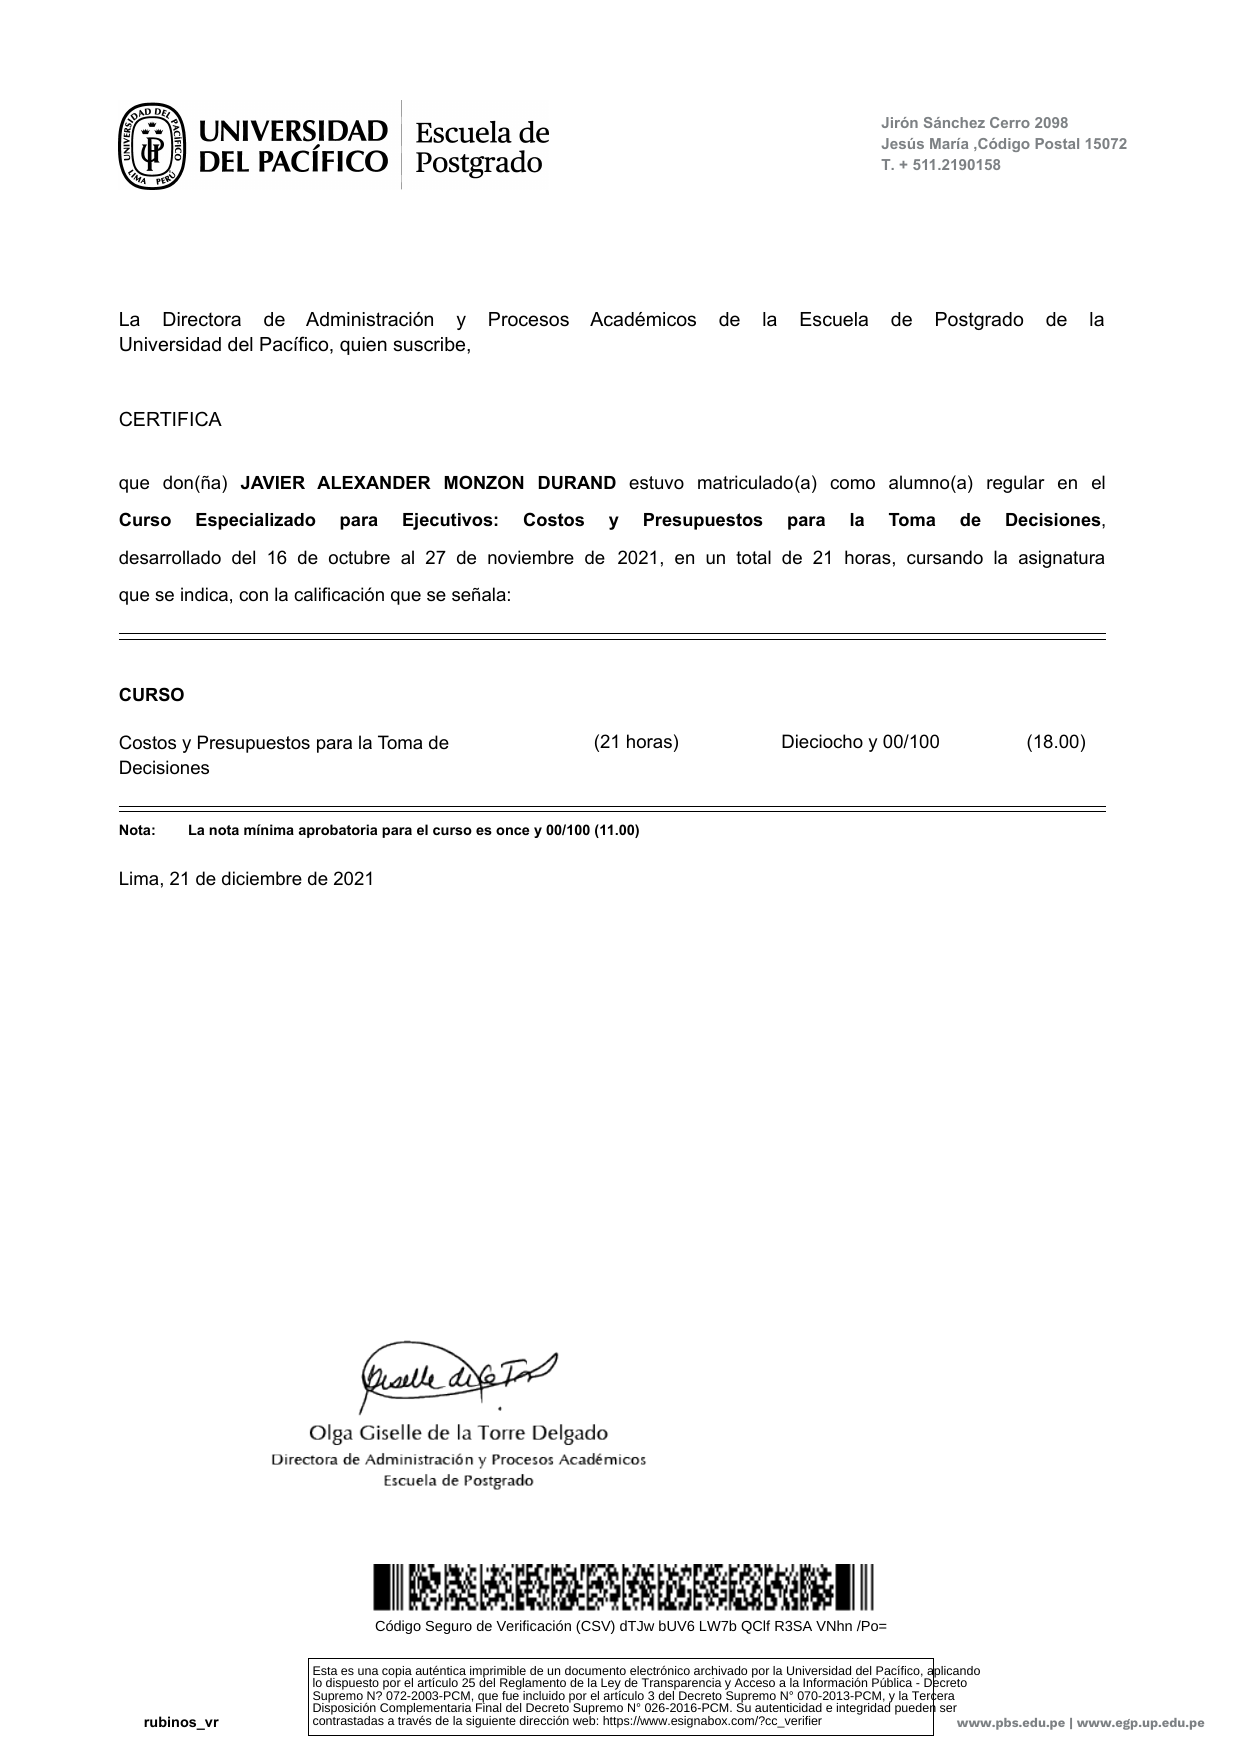 UNIVERSIDAD DEL PACÍFICO
LIMA PERÚ
UP
UNIVERSIDAD
DEL PACÍFICO
Escuela de
Postgrado
Jirón Sánchez Cerro 2098
Jesús María ,Código Postal 15072
T. + 511.2190158
La Directora de Administración y Procesos Académicos de la Escuela de Postgrado de la
Universidad del Pacífico, quien suscribe,
CERTIFICA
que don(ña) JAVIER ALEXANDER MONZON DURAND estuvo matriculado(a) como alumno(a) regular en el
Curso Especializado para Ejecutivos: Costos y Presupuestos para la Toma de Decisiones,
desarrollado del 16 de octubre al 27 de noviembre de 2021, en un total de 21 horas, cursando la asignatura
que se indica, con la calificación que se señala:
CURSO
Costos y Presupuestos para la Toma de (21 horas) Dieciocho y 00/100 (18.00)
Decisiones
Nota: La nota mínima aprobatoria para el curso es once y 00/100 (11.00)
Lima, 21 de diciembre de 2021
Giselle de la Torre
Olga Giselle de la Torre Delgado
Directora de Administración y Procesos Académicos
Escuela de Postgrado
Código Seguro de Verificación (CSV) dTJw bUV6 LW7b QClf R3SA VNhn /Po=
Esta es una copia auténtica imprimible de un documento electrónico archivado por la Universidad del Pacífico, aplicando
lo dispuesto por el artículo 25 del Reglamento de la Ley de Transparencia y Acceso a la Información Pública - Decreto
Supremo N? 072-2003-PCM, que fue incluido por el artículo 3 del Decreto Supremo N° 070-2013-PCM, y la Tercera
Disposición Complementaria Final del Decreto Supremo N° 026-2016-PCM. Su autenticidad e integridad pueden ser
contrastadas a través de la siguiente dirección web: https://www.esignabox.com/?cc_verifier
rubinos_vr
www.pbs.edu.pe | www.egp.up.edu.pe